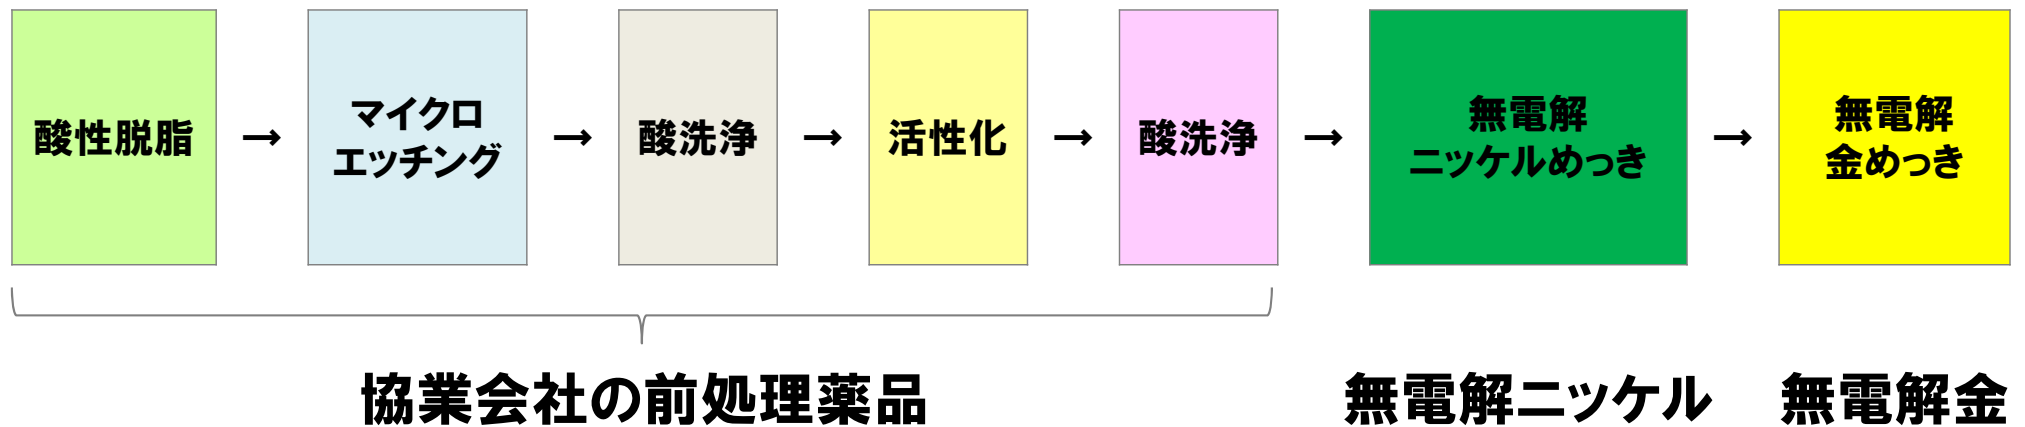 酸性脱脂
→
マイクロ
エッチング
→
酸洗浄
→
活性化
→
酸洗浄
→
無電解
ニッケルめっき
→
無電解
金めっき
協業会社の前処理薬品
無電解ニッケル
無電解金